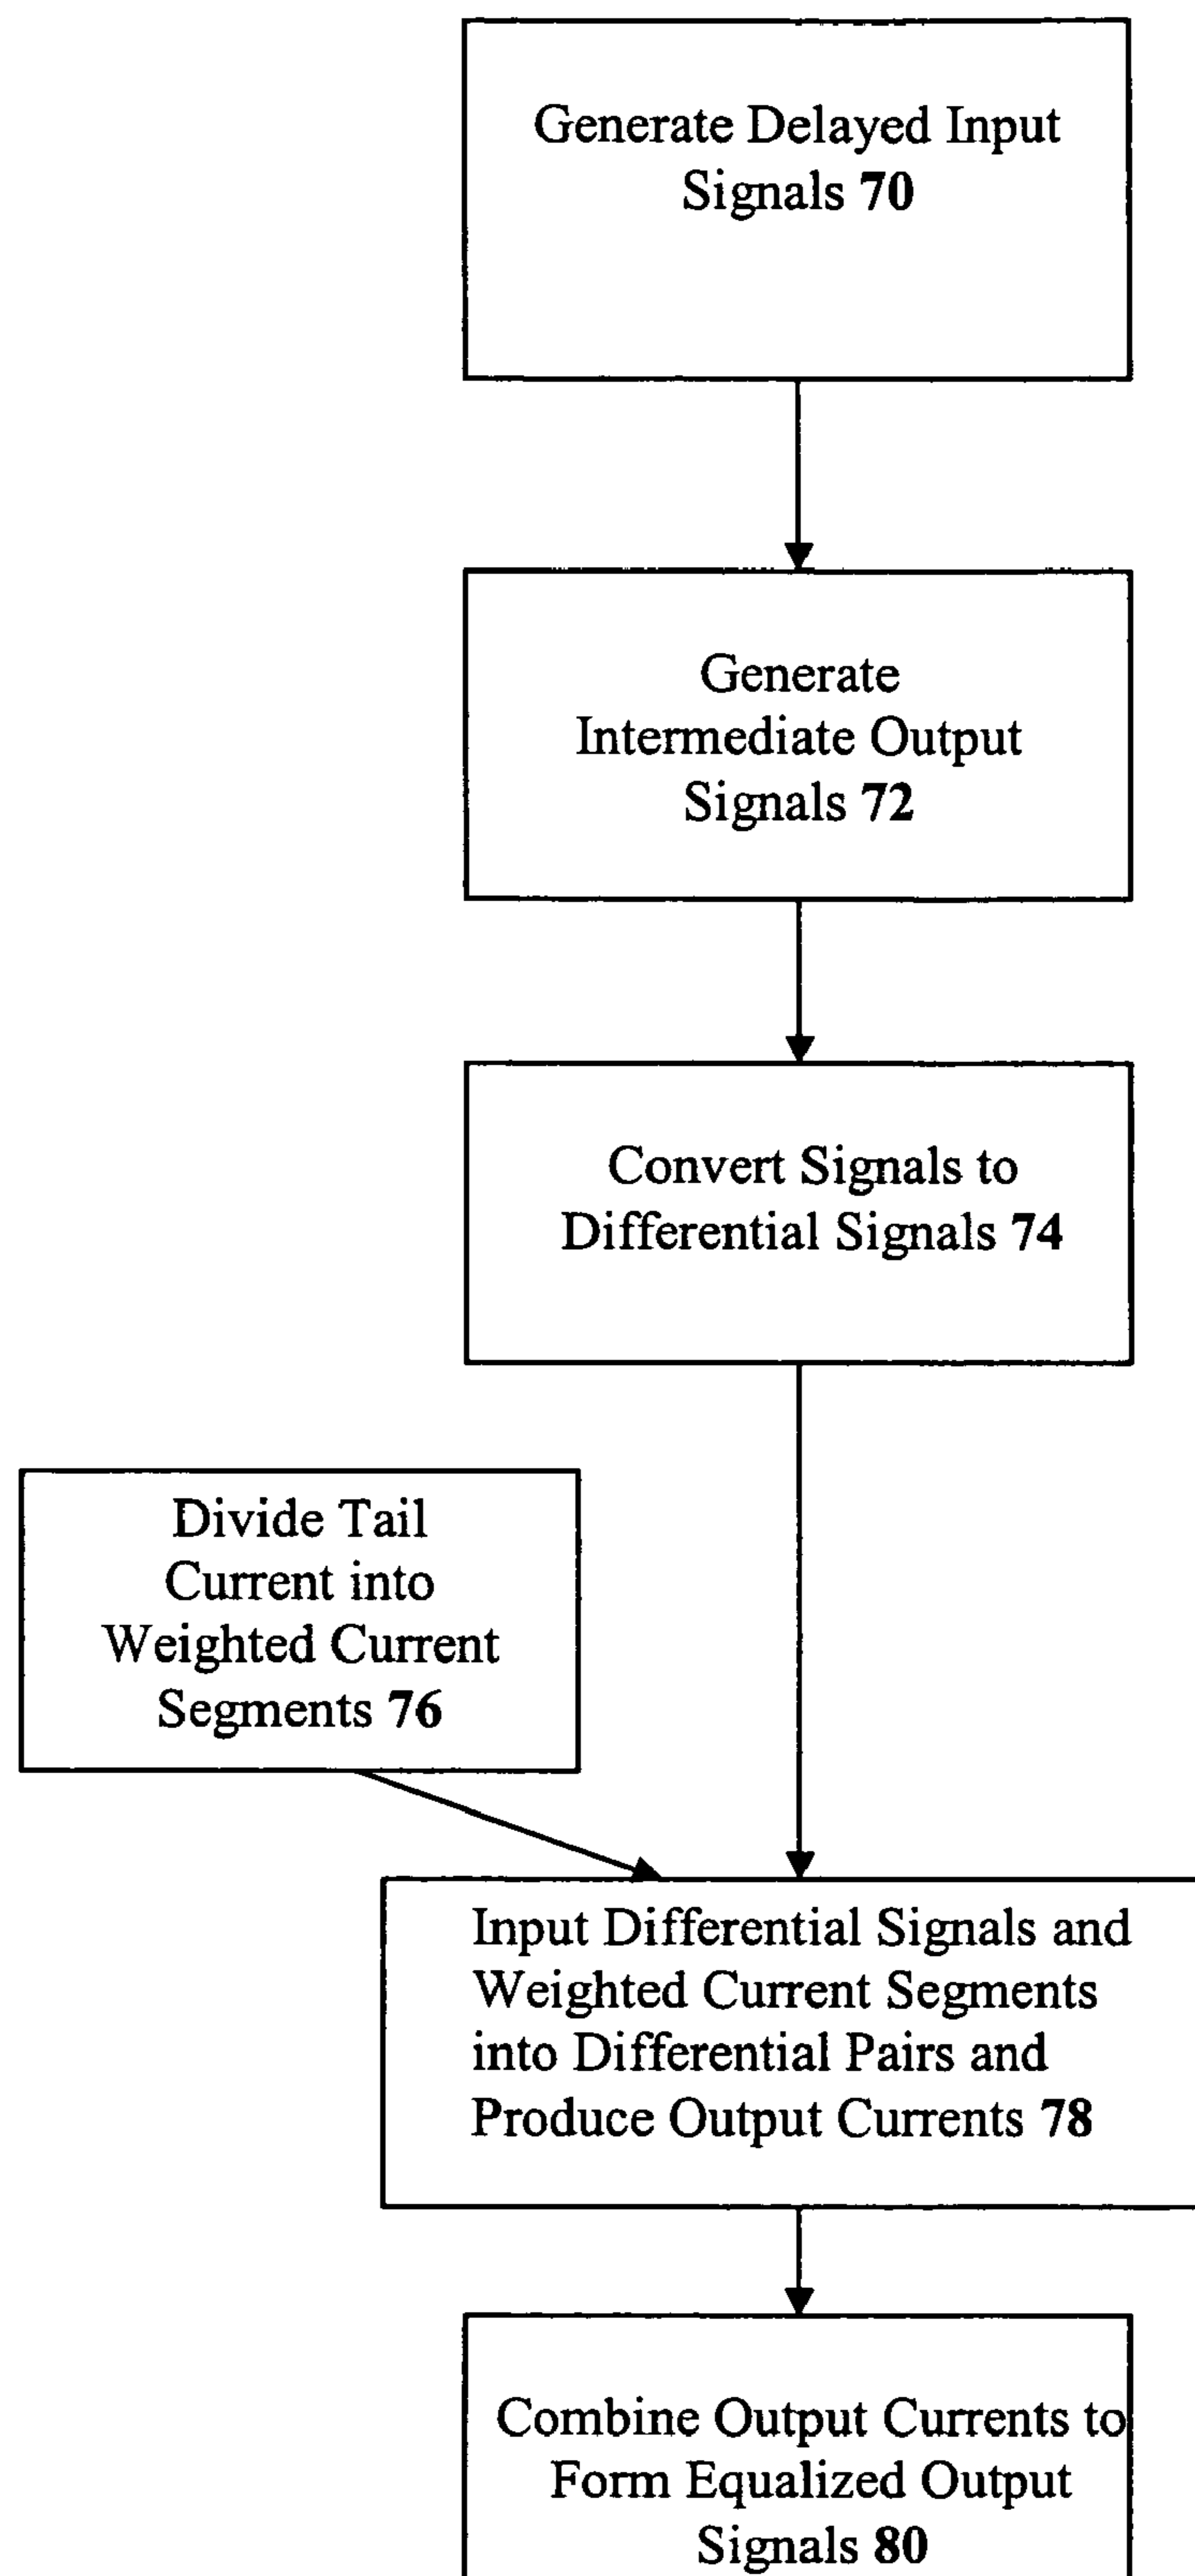 Generate Delayed Input
Signals 70
Generate
Intermediate Output
Signals 72
Convert Signals to
Differential Signals 74
Divide Tail
Current into
Weighted Current
Segments 76
Input Differential Signals and
Weighted Current Segments
into Differential Pairs and
Produce Output Currents 78
Combine Output Currents to
Form Equalized Output
Signals 80